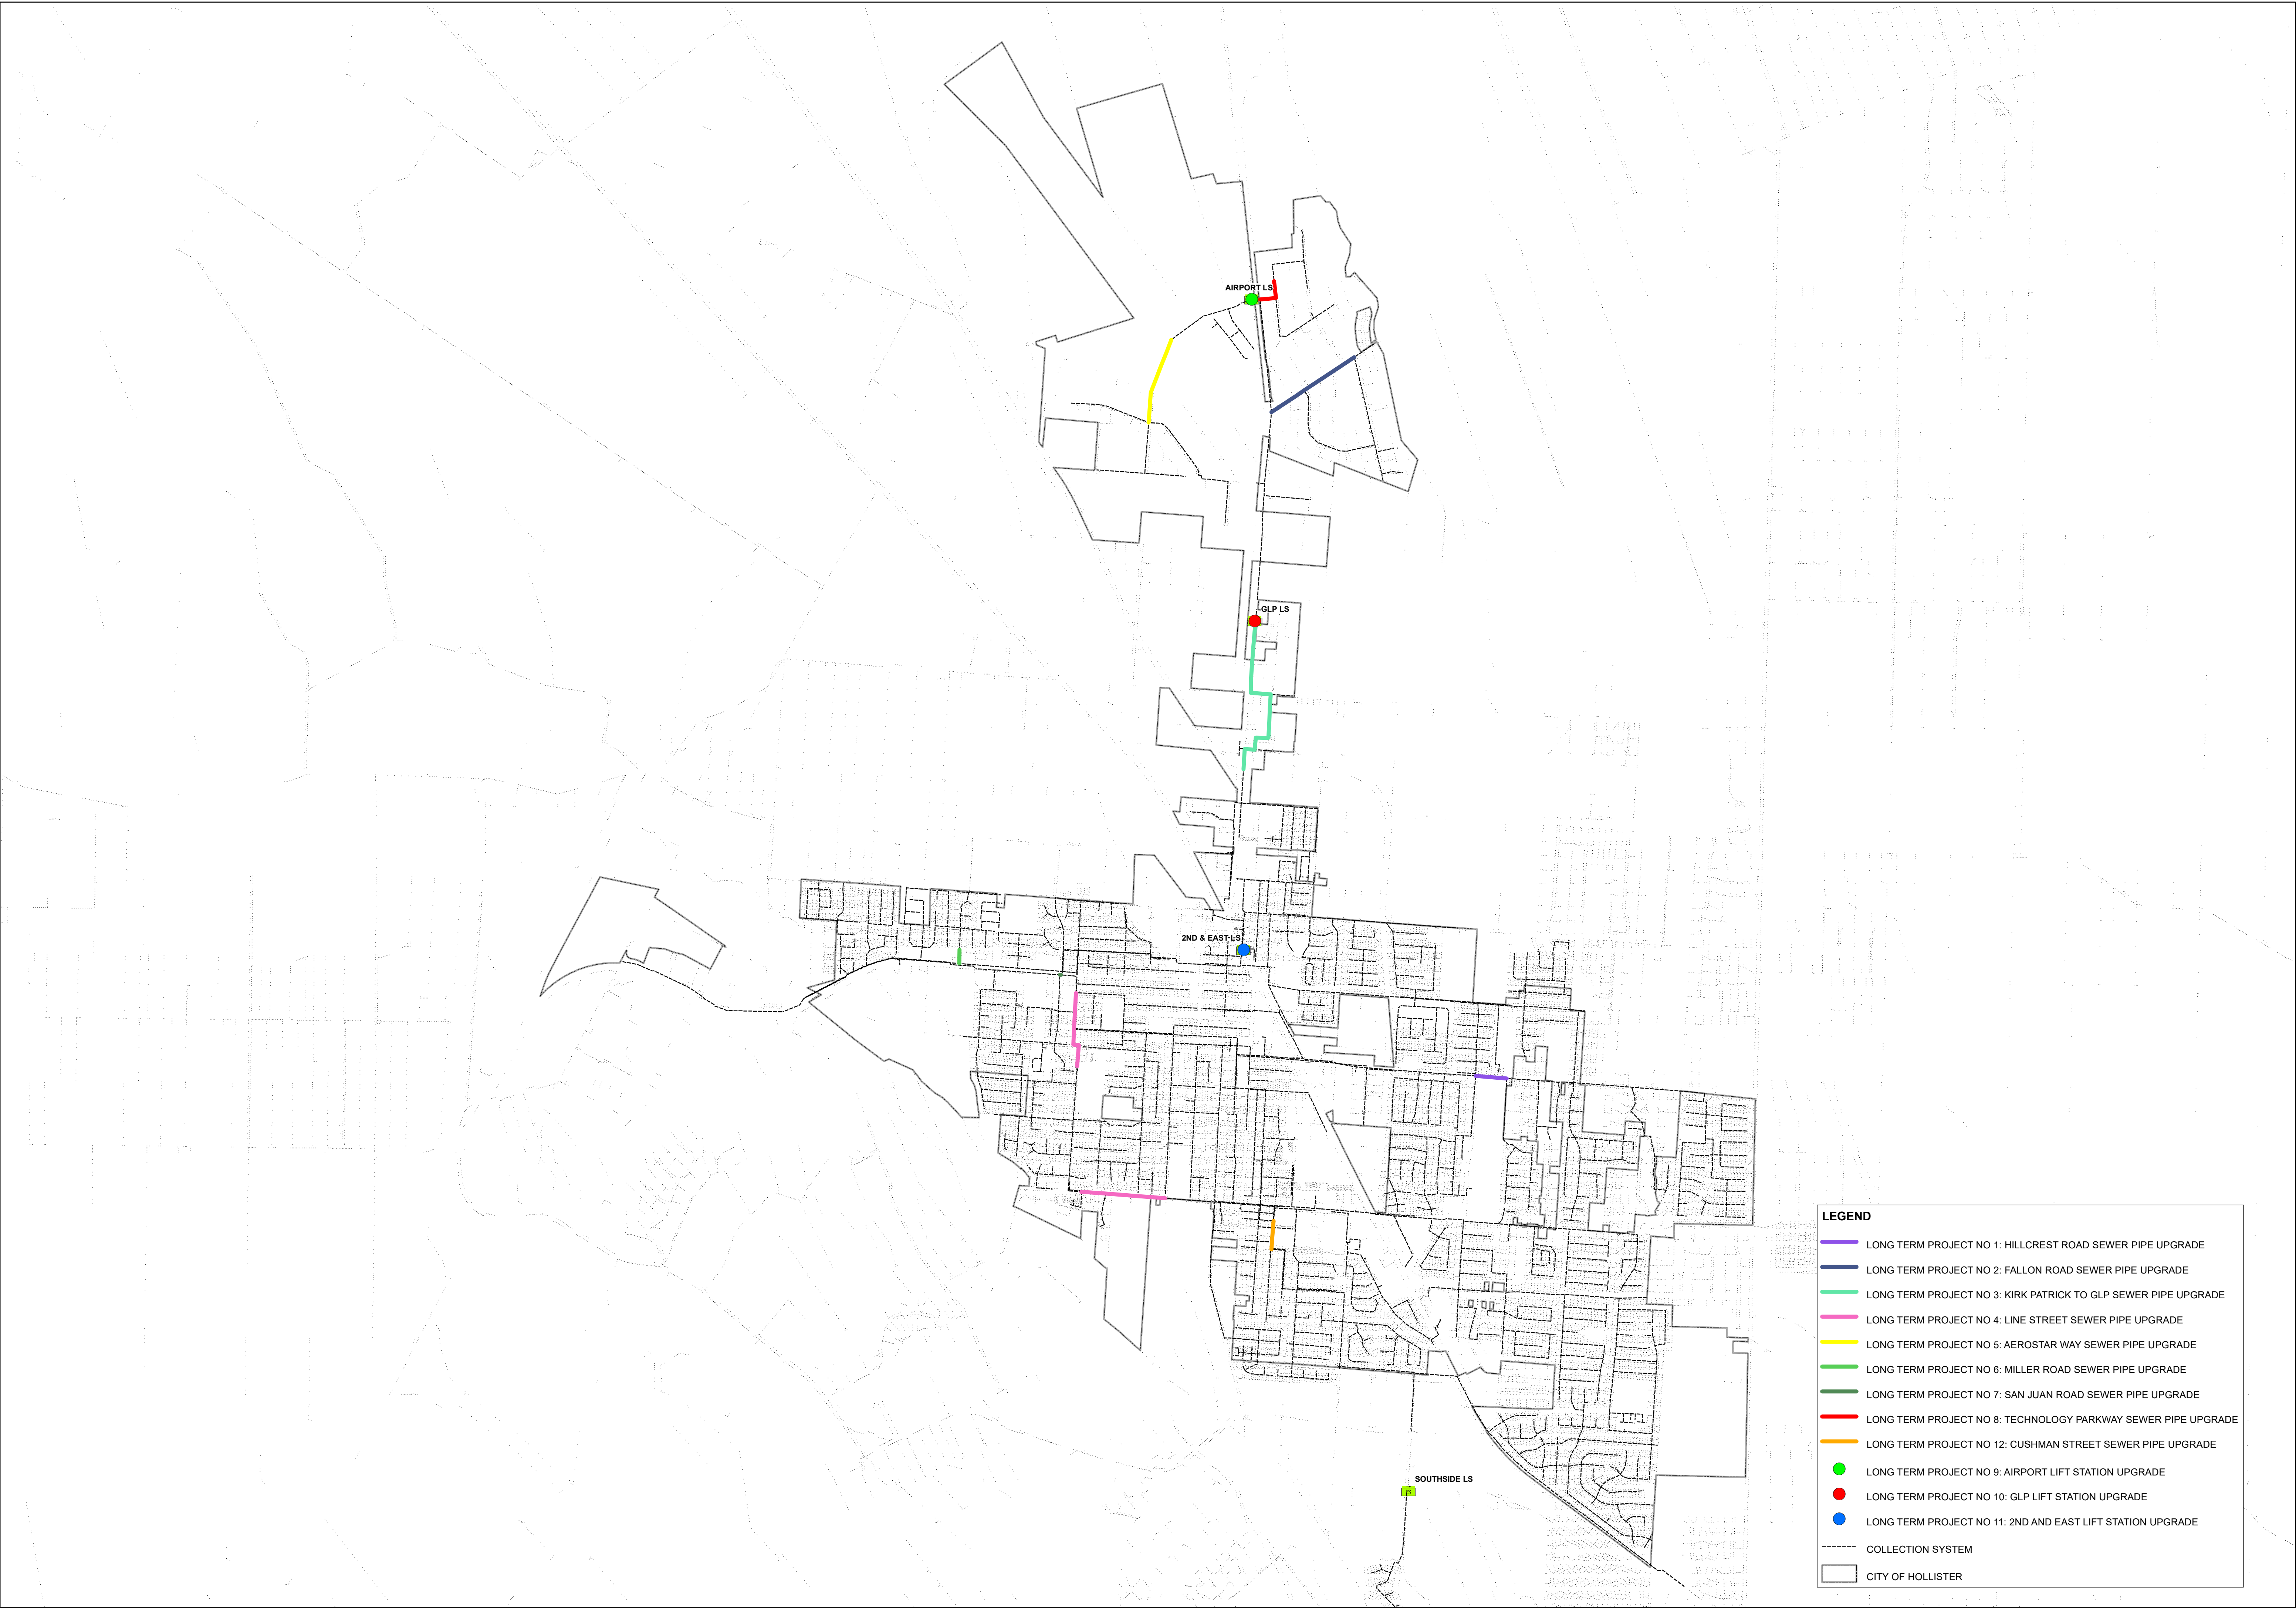 AIRPORT LS
GLP LS
2ND & EAST LS
SOUTHSIDE LS
LEGEND
LONG TERM PROJECT NO 1: HILLCREST ROAD SEWER PIPE UPGRADE
LONG TERM PROJECT NO 2: FALLON ROAD SEWER PIPE UPGRADE
LONG TERM PROJECT NO 3: KIRK PATRICK TO GLP SEWER PIPE UPGRADE
LONG TERM PROJECT NO 4: LINE STREET SEWER PIPE UPGRADE
LONG TERM PROJECT NO 5: AEROSTAR WAY SEWER PIPE UPGRADE
LONG TERM PROJECT NO 6: MILLER ROAD SEWER PIPE UPGRADE
LONG TERM PROJECT NO 7: SAN JUAN ROAD SEWER PIPE UPGRADE
LONG TERM PROJECT NO 8: TECHNOLOGY PARKWAY SEWER PIPE UPGRADE
LONG TERM PROJECT NO 12: CUSHMAN STREET SEWER PIPE UPGRADE
LONG TERM PROJECT NO 9: AIRPORT LIFT STATION UPGRADE
LONG TERM PROJECT NO 10: GLP LIFT STATION UPGRADE
LONG TERM PROJECT NO 11: 2ND AND EAST LIFT STATION UPGRADE
COLLECTION SYSTEM
CITY OF HOLLISTER